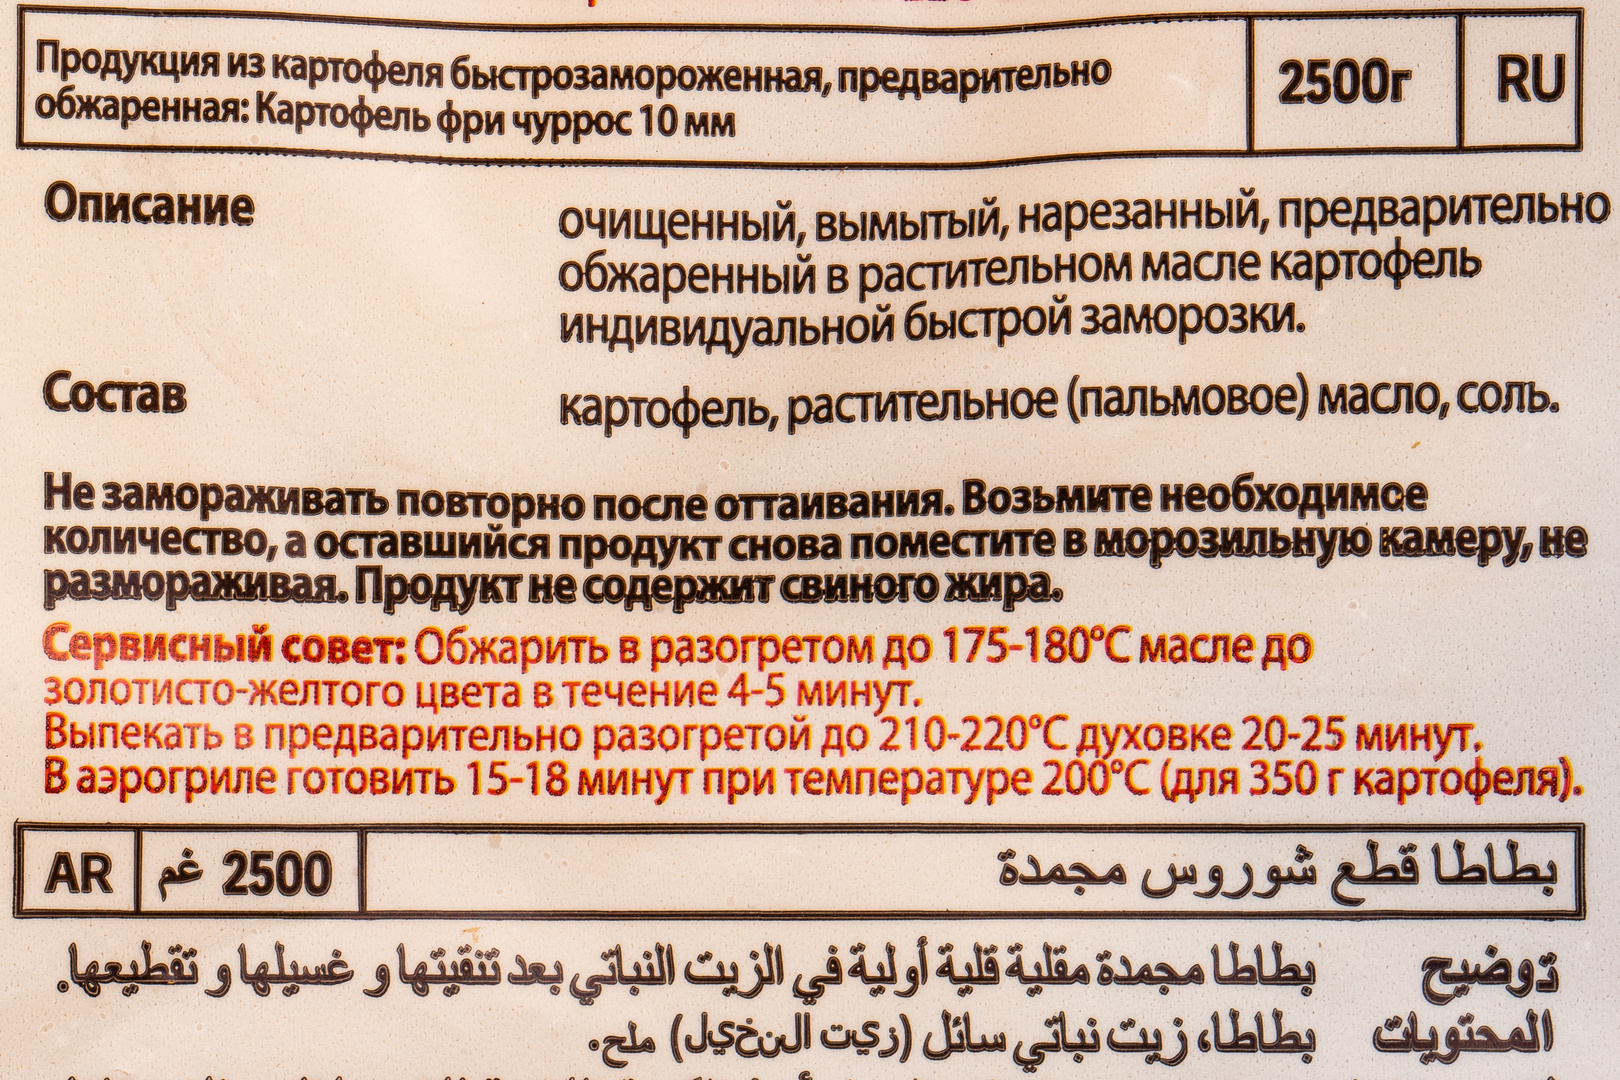 Продукция из картофеля быстрозамороженная, предварительно
обжаренная: Картофель фри чуррос 10 мм
2500г
RU
Описание
очищенный, вымытый, нарезанный, предварительно
обжаренный в растительном масле картофель
индивидуальной быстрой заморозки.
Состав
картофель, растительное (пальмовое) масло, соль.
Не замораживать повторно после оттаивания. Возьмите необходимое
количество, а оставшийся продукт снова поместите в морозильную камеру, не
размораживая. Продукт не содержит свиного жира.
Сервисный совет: Обжарить в разогретом до 175-180°C масле до
золотисто-желтого цвета в течение 4-5 минут.
Выпекать в предварительно разогретой до 210-220°C духовке 20-25 минут.
В аэрогриле готовить 15-18 минут при температуре 200°C (для 350 г картофеля).
بطاطا قطع شوروس مجمدة
2500 غم
AR
توضيح
بطاطا مجمدة مقلية قلية أولية في الزيت النباتي بعد تنقيتها و غسيلها و تقطيعها.
المحتويات
بطاطا، زيت نباتي سائل (زيت النخيل) ملح.